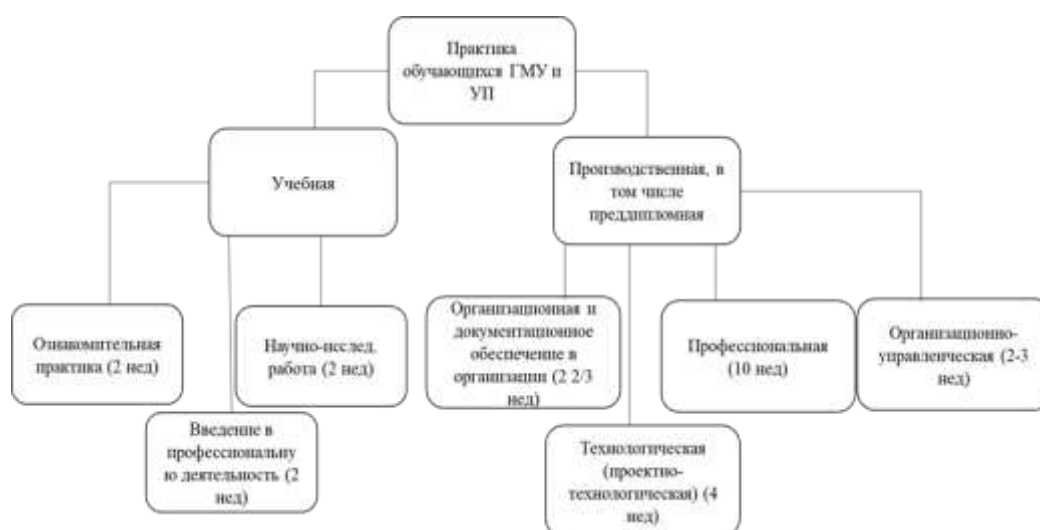 Практика
обучающихся ГМУ и
УП
Учебная
Производственная, в
том числе
преддипломная
Ознакомительная
практика (2 нед)
Введение в
профессиональну
ю деятельность (2
нед)
Научно-исслед.
работа (2 нед)
Организационная и
документационное
обеспечение в
организации (2 2/3
нед)
Технологическая
(проектно-
технологическая) (4
нед)
Профессиональная
(10 нед)
Организационно-
управленческая (2-3
нед)